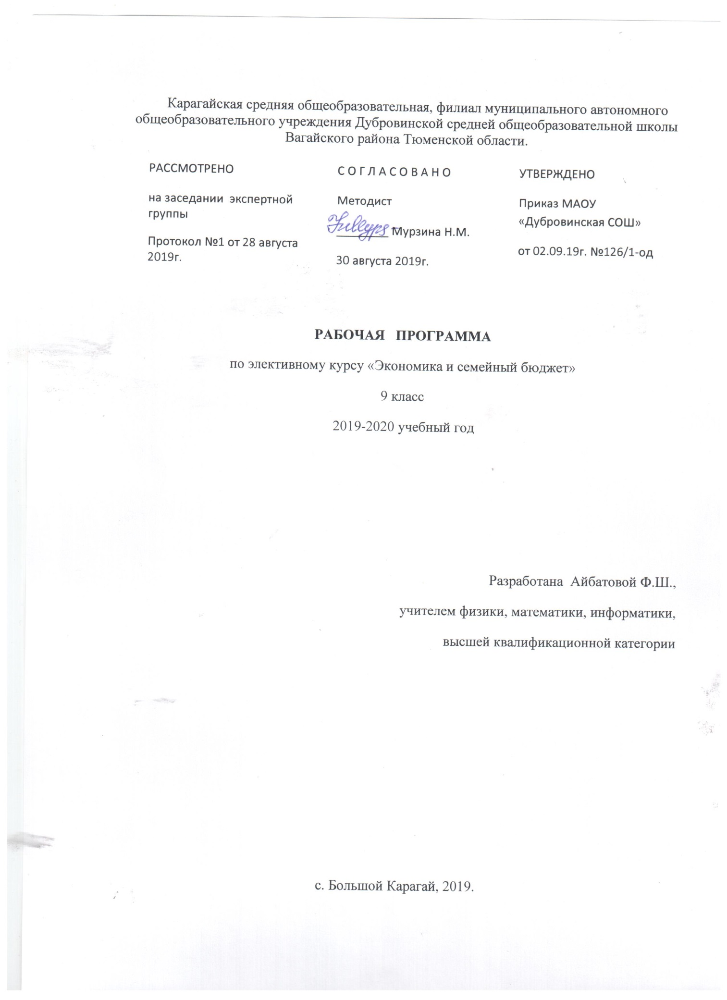 Карагайская средняя общеобразовательная, филиал муниципального автономного
общеобразовательного учреждения Дубровинской средней общеобразовательной школы
Вагайского района Тюменской области.
РАССМОТРЕНО
на заседании экспертной
группы
Протокол №1 от 28 августа
2019г.
С О Г Л А С О В А Н О
Методист
Мурзина Н.М.
30 августа 2019г.
УТВЕРЖДЕНО
Приказ МАОУ
«Дубровинская СОШ»
от 02.09.19г. №126/1-од
РАБОЧАЯ ПРОГРАММА
по элективному курсу «Экономика и семейный бюджет»
9 класс
2019-2020 учебный год
Разработана Айбатовой Ф.Ш.,
учителем физики, математики, информатики,
высшей квалификационной категории
с. Большой Карагай, 2019.